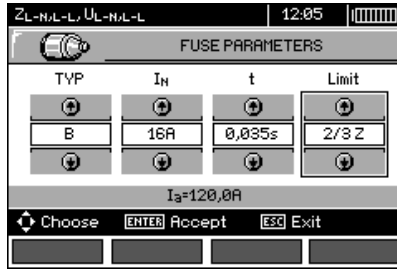 ZL-N,L-L, UL-N,L-L 12:05
FUSE PARAMETERS
TYP IN t Limit
B 16A 0,035s 2/3 Z
Ia=120,0A
Choose ENTER Accept ESC Exit